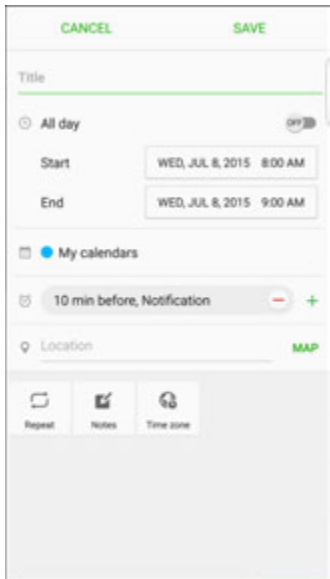 CANCEL SAVE
Title
All day OFF
Start WED, JUL 8, 2015 8:00 AM
End WED, JUL 8, 2015 9:00 AM
My calendars
10 min before, Notification
Location MAP
Repeat Notes Time zone